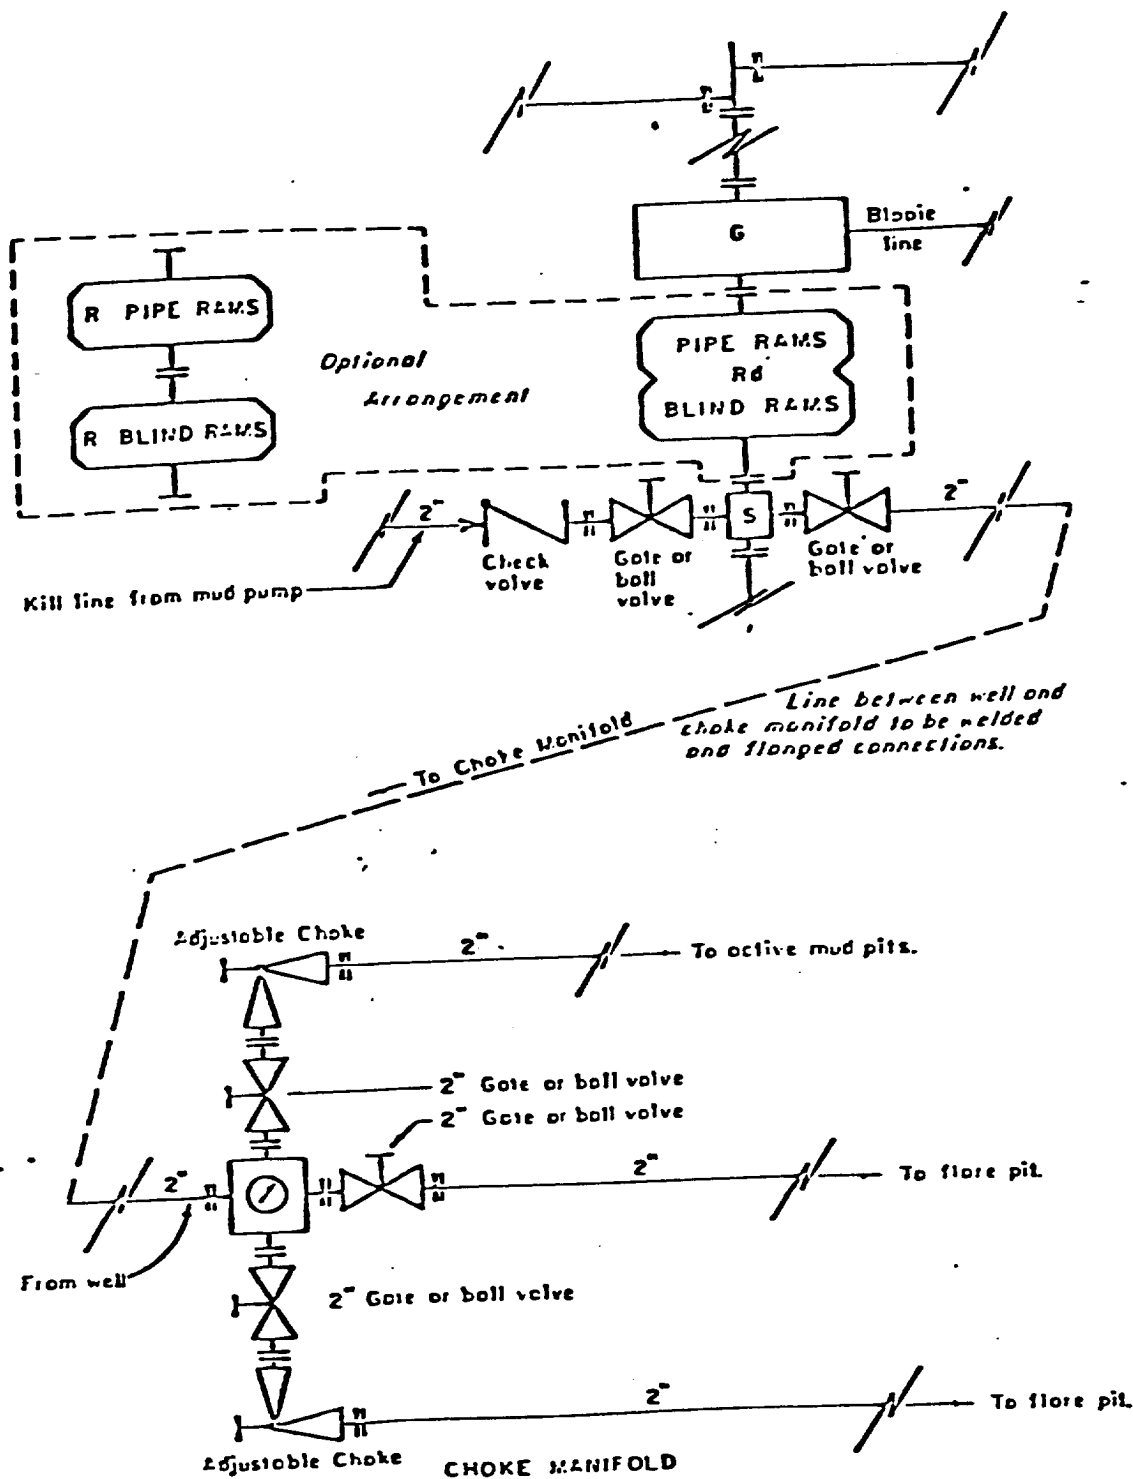 G
Blooie
line
R PIPE RAMS
R BLIND RAMS
Optional
Arrangement
PIPE RAMS
Rd
BLIND RAMS
2"
S
2"
Check
valve
Gate or
ball
valve
Gate or
ball valve
Kill line from mud pump
Line between well and
choke manifold to be welded
and flanged connections.
To Choke Manifold
Adjustable Choke
2"
To active mud pits.
2" Gate or ball valve
2" Gate or ball valve
2"
2"
To flare pit.
From well
2" Gate or ball valve
2"
To flare pit.
Adjustable Choke
CHOKE MANIFOLD